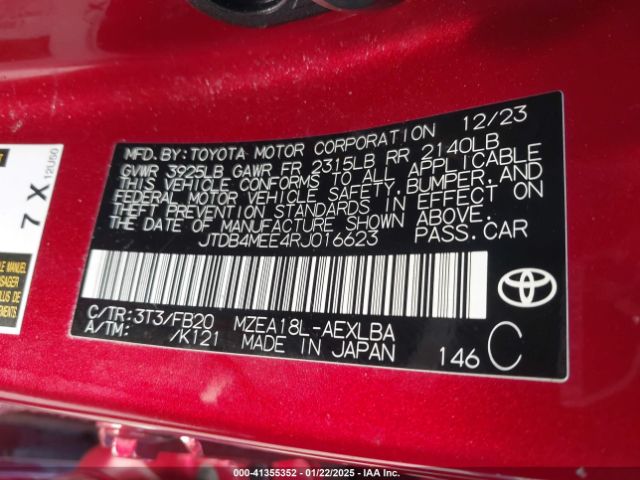 MFD. BY: TOYOTA MOTOR CORPORATION 12/23
GVWR 3925LB GAWR FR 2315LB RR 2140LB
THIS VEHICLE CONFORMS TO ALL APPLICABLE
FEDERAL MOTOR VEHICLE SAFETY, BUMPER, AND
THEFT PREVENTION STANDARDS IN EFFECT ON
THE DATE OF MANUFACTURE SHOWN ABOVE.
JTDB4MEE4RJ016623 PASS. CAR
C/TR: 3T3/FB20 MZEA18L-AEXLBA
A/TM: /K121 MADE IN JAPAN 146 C
7 X
12U50
LE MANUEL
000-41355352 - 01/22/2025 - IAA Inc.